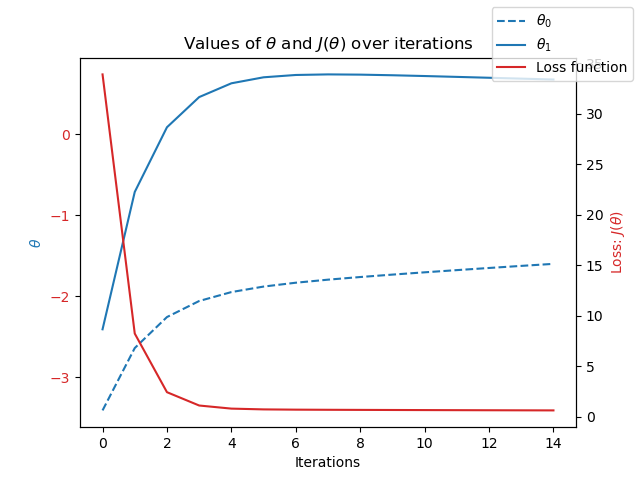 Values of θ and J(θ) over iterations
θ₀
θ₁
Loss function
0
−1
−2
−3
θ
35
30
25
20
15
10
5
0
Loss: J(θ)
0 2 4 6 8 10 12 14
Iterations